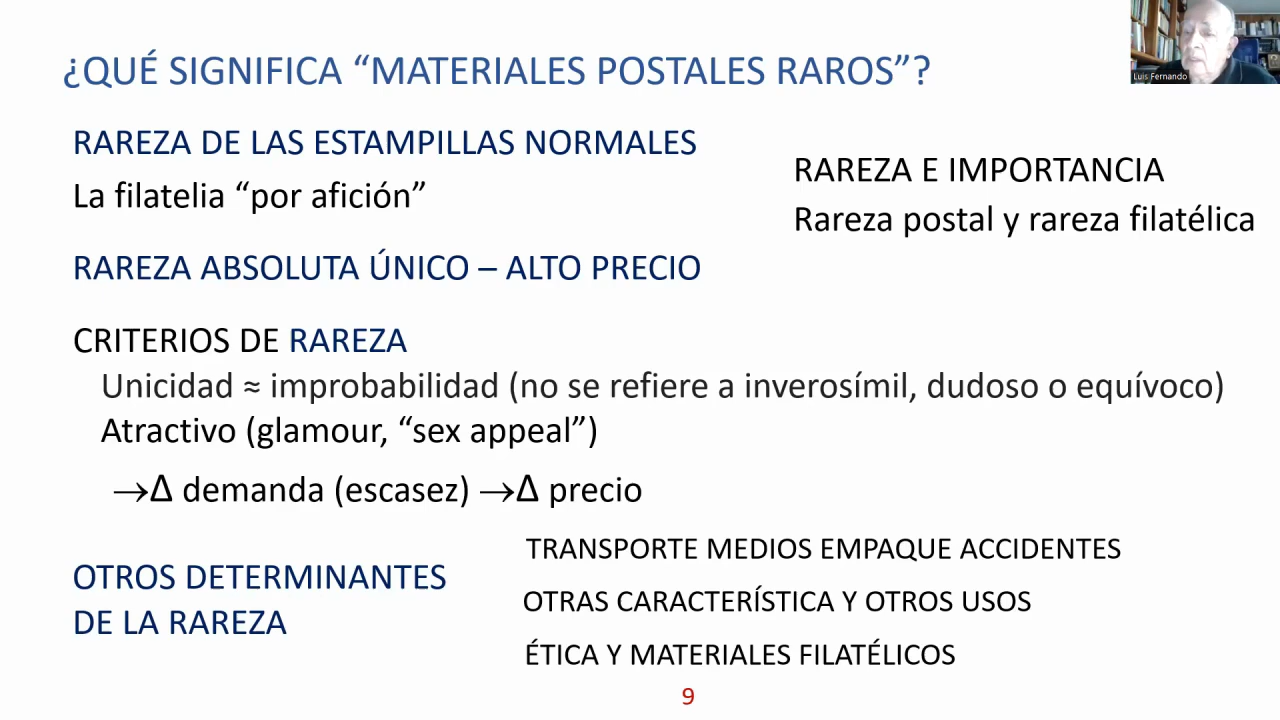 ¿QUÉ SIGNIFICA “MATERIALES POSTALES RAROS”?
Luis Fernando
RAREZA DE LAS ESTAMPILLAS NORMALES
La filatelia “por afición”
RAREZA E IMPORTANCIA
Rareza postal y rareza filatélica
RAREZA ABSOLUTA ÚNICO – ALTO PRECIO
CRITERIOS DE RAREZA
Unicidad ≈ improbabilidad (no se refiere a inverosímil, dudoso o equívoco)
Atractivo (glamour, “sex appeal”)
→Δ demanda (escasez) →Δ precio
OTROS DETERMINANTES
DE LA RAREZA
TRANSPORTE MEDIOS EMPAQUE ACCIDENTES
OTRAS CARACTERÍSTICA Y OTROS USOS
ÉTICA Y MATERIALES FILATÉLICOS
9